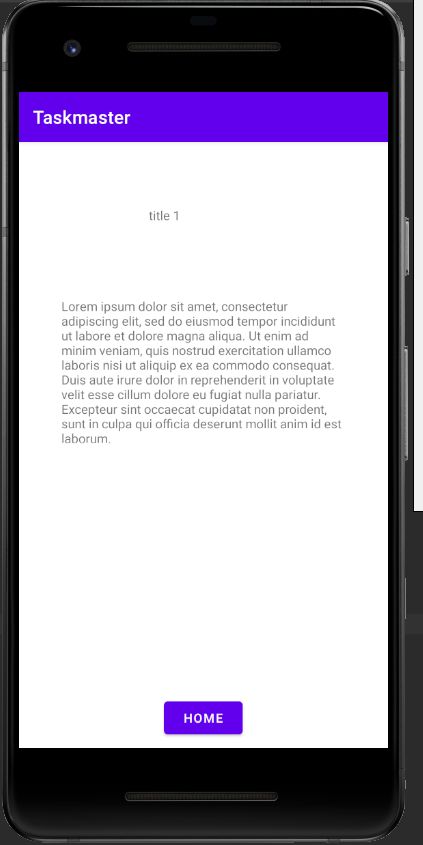 Taskmaster
title 1
Lorem ipsum dolor sit amet, consectetur
adipiscing elit, sed do eiusmod tempor incididunt
ut labore et dolore magna aliqua. Ut enim ad
minim veniam, quis nostrud exercitation ullamco
laboris nisi ut aliquip ex ea commodo consequat.
Duis aute irure dolor in reprehenderit in voluptate
velit esse cillum dolore eu fugiat nulla pariatur.
Excepteur sint occaecat cupidatat non proident,
sunt in culpa qui officia deserunt mollit anim id est
laborum.
HOME